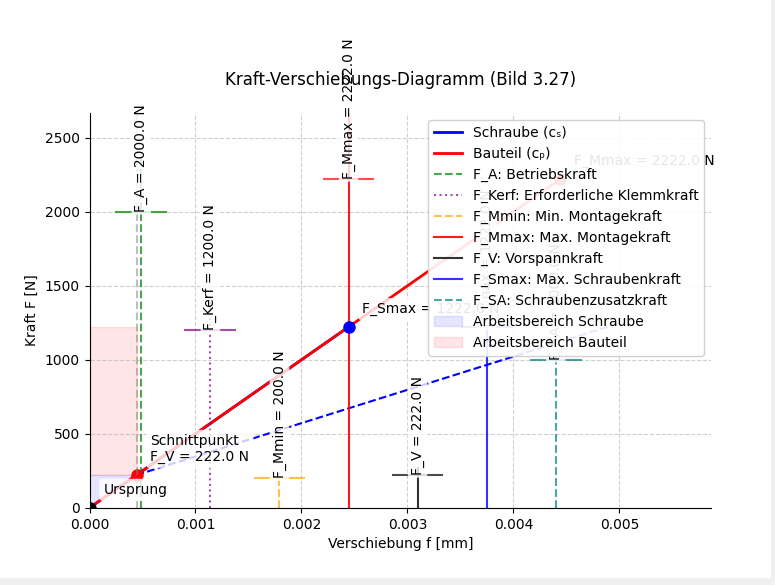 Kraft-Verschiebungs-Diagramm (Bild 3.27)
F_A = 2000.0 N
F_Kerf = 1200.0 N
F_Mmin = 200.0 N
F_Mmax = 2222.0 N
F_V = 222.0 N
F_Mmax = 2222.0 N
F_Smax = 1222.0 N
Schnittpunkt
F_V = 222.0 N
Ursprung
Schraube (cₛ)
Bauteil (cₚ)
F_A: Betriebskraft
F_Kerf: Erforderliche Klemmkraft
F_Mmin: Min. Montagekraft
F_Mmax: Max. Montagekraft
F_V: Vorspannkraft
F_Smax: Max. Schraubenkraft
F_SA: Schraubenzusatzkraft
Arbeitsbereich Schraube
Arbeitsbereich Bauteil
Kraft F [N]
2500
2000
1500
1000
500
0
0.000
0.001
0.002
0.003
0.004
0.005
Verschiebung f [mm]